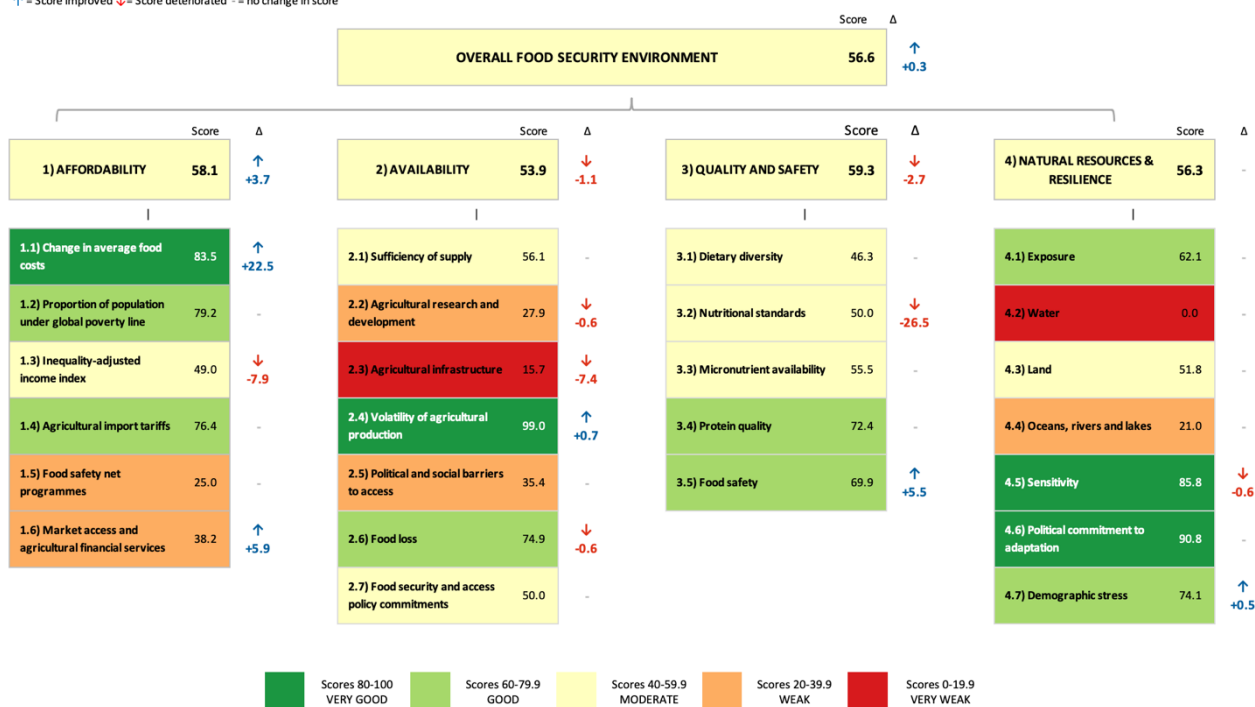 ↑ = Score improved ↓= Score deteriorated - = no change in score
Score Δ
OVERALL FOOD SECURITY ENVIRONMENT 56.6 ↑
+0.3
Score Δ
1) AFFORDABILITY 58.1 ↑
+3.7
1.1) Change in average food
costs 83.5 ↑
+22.5
1.2) Proportion of population
under global poverty line 79.2 -
1.3) Inequality-adjusted
income index 49.0 ↓
-7.9
1.4) Agricultural import tariffs 76.4 -
1.5) Food safety net
programmes 25.0 -
1.6) Market access and
agricultural financial services 38.2 ↑
+5.9
Score Δ
2) AVAILABILITY 53.9 ↓
-1.1
2.1) Sufficiency of supply 56.1 -
2.2) Agricultural research and
development 27.9 ↓
-0.6
2.3) Agricultural infrastructure 15.7 ↓
-7.4
2.4) Volatility of agricultural
production 99.0 ↑
+0.7
2.5) Political and social barriers
to access 35.4 -
2.6) Food loss 74.9 ↓
-0.6
2.7) Food security and access
policy commitments 50.0 -
Score Δ
3) QUALITY AND SAFETY 59.3 ↓
-2.7
3.1) Dietary diversity 46.3 -
3.2) Nutritional standards 50.0 ↓
-26.5
3.3) Micronutrient availability 55.5 -
3.4) Protein quality 72.4 -
3.5) Food safety 69.9 ↑
+5.5
Score Δ
4) NATURAL RESOURCES &
RESILIENCE 56.3 -
4.1) Exposure 62.1 -
4.2) Water 0.0 -
4.3) Land 51.8 -
4.4) Oceans, rivers and lakes 21.0 -
4.5) Sensitivity 85.8 ↓
-0.6
4.6) Political commitment to
adaptation 90.8 -
4.7) Demographic stress 74.1 ↑
+0.5
Scores 80-100
VERY GOOD
Scores 60-79.9
GOOD
Scores 40-59.9
MODERATE
Scores 20-39.9
WEAK
Scores 0-19.9
VERY WEAK